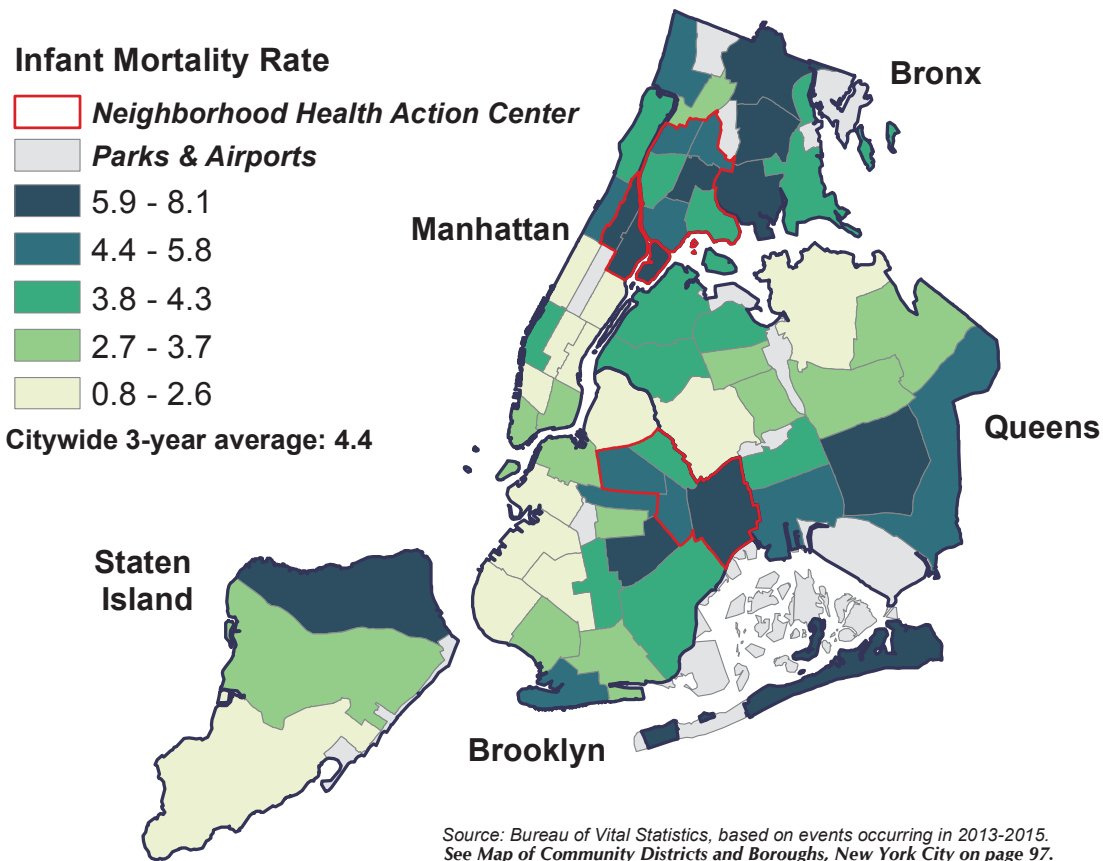 Infant Mortality Rate
Neighborhood Health Action Center
Parks & Airports
5.9 - 8.1
4.4 - 5.8
3.8 - 4.3
2.7 - 3.7
0.8 - 2.6
Citywide 3-year average: 4.4
Bronx
Manhattan
Queens
Staten
Island
Brooklyn
Source: Bureau of Vital Statistics, based on events occurring in 2013-2015.
See Map of Community Districts and Boroughs, New York City on page 97.